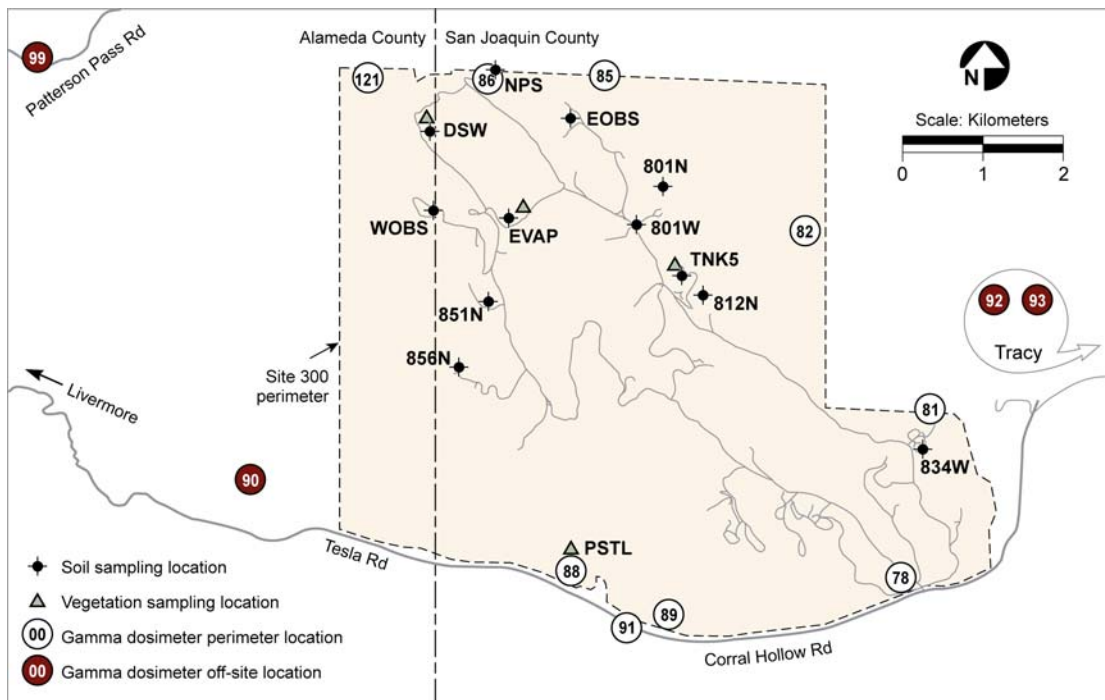 Alameda County
San Joaquin County
99
Patterson Pass Rd
121
86
85
NPS
N
Scale: Kilometers
0
1
2
DSW
EOBS
801N
WOBS
EVAP
801W
82
TNK5
812N
851N
92
93
Tracy
856N
Site 300
perimeter
Livermore
81
834W
90
Tesla Rd
PSTL
88
78
89
91
Corral Hollow Rd
Soil sampling location
Vegetation sampling location
00
Gamma dosimeter perimeter location
00
Gamma dosimeter off-site location